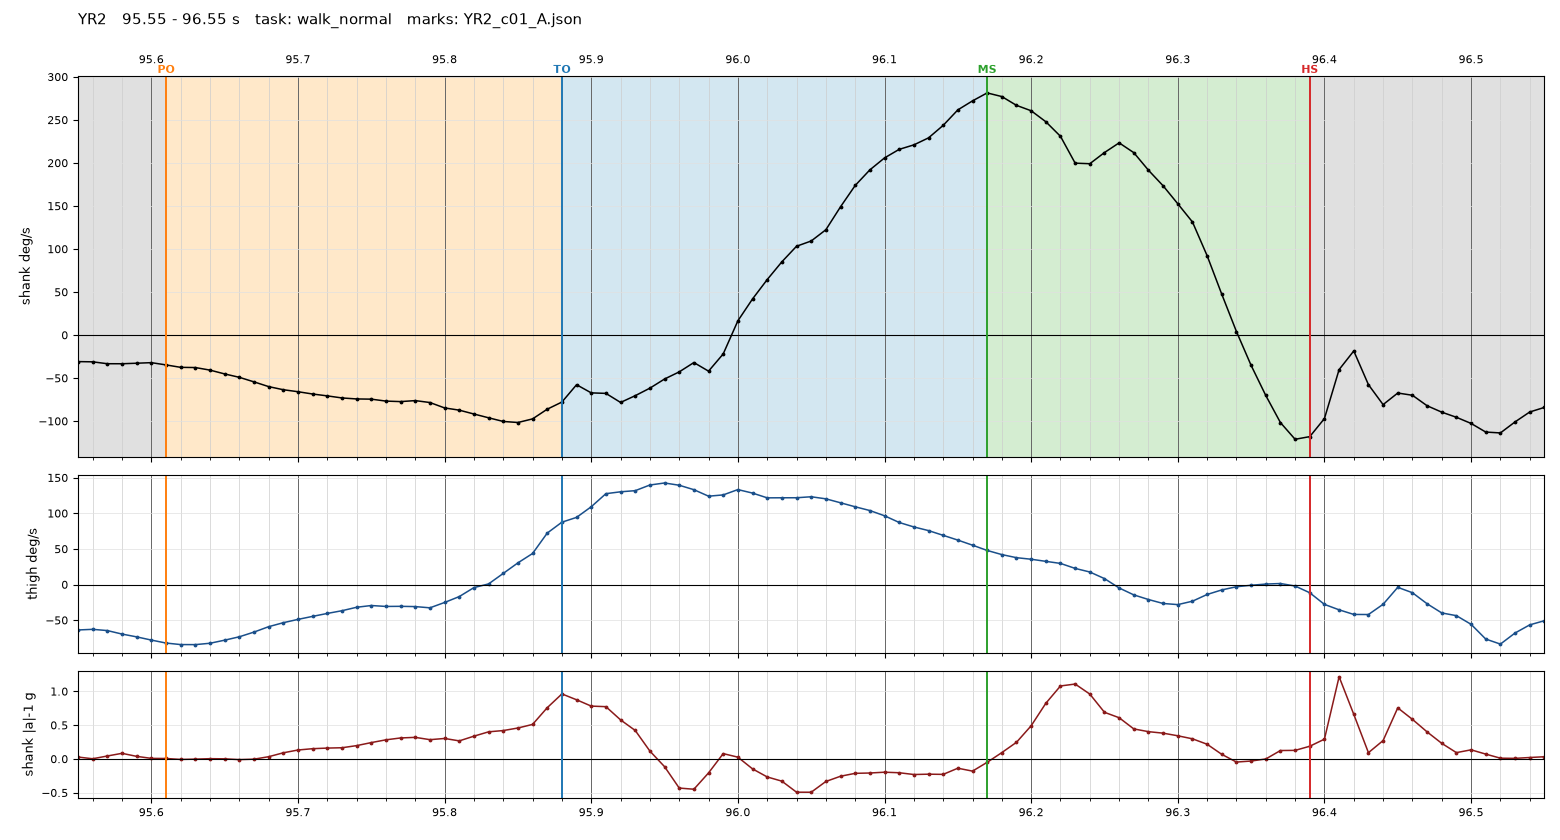 YR2   95.55 - 96.55 s   task: walk_normal   marks: YR2_c01_A.json
95.6 95.7 95.8 95.9 96.0 96.1 96.2 96.3 96.4 96.5
PO TO MS HS
300
250
200
150
100
50
0
−50
−100
shank deg/s
150
100
50
0
−50
thigh deg/s
1.0
0.5
0.0
−0.5
shank |a|-1 g
95.6 95.7 95.8 95.9 96.0 96.1 96.2 96.3 96.4 96.5